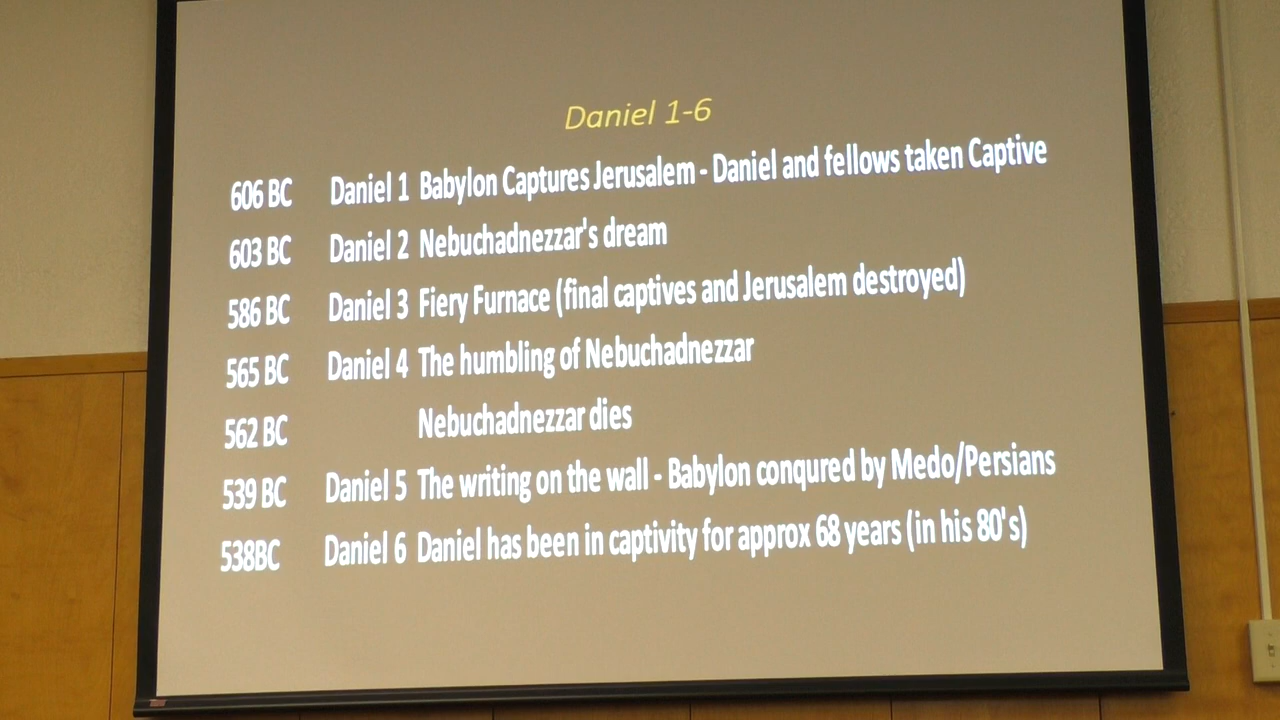 Daniel 1-6
606 BC Daniel 1 Babylon Captures Jerusalem - Daniel and fellows taken Captive
603 BC Daniel 2 Nebuchadnezzar's dream
586 BC Daniel 3 Fiery Furnace (final captives and Jerusalem destroyed)
565 BC Daniel 4 The humbling of Nebuchadnezzar
562 BC Nebuchadnezzar dies
539 BC Daniel 5 The writing on the wall - Babylon conqured by Medo/Persians
538BC Daniel 6 Daniel has been in captivity for approx 68 years (in his 80's)